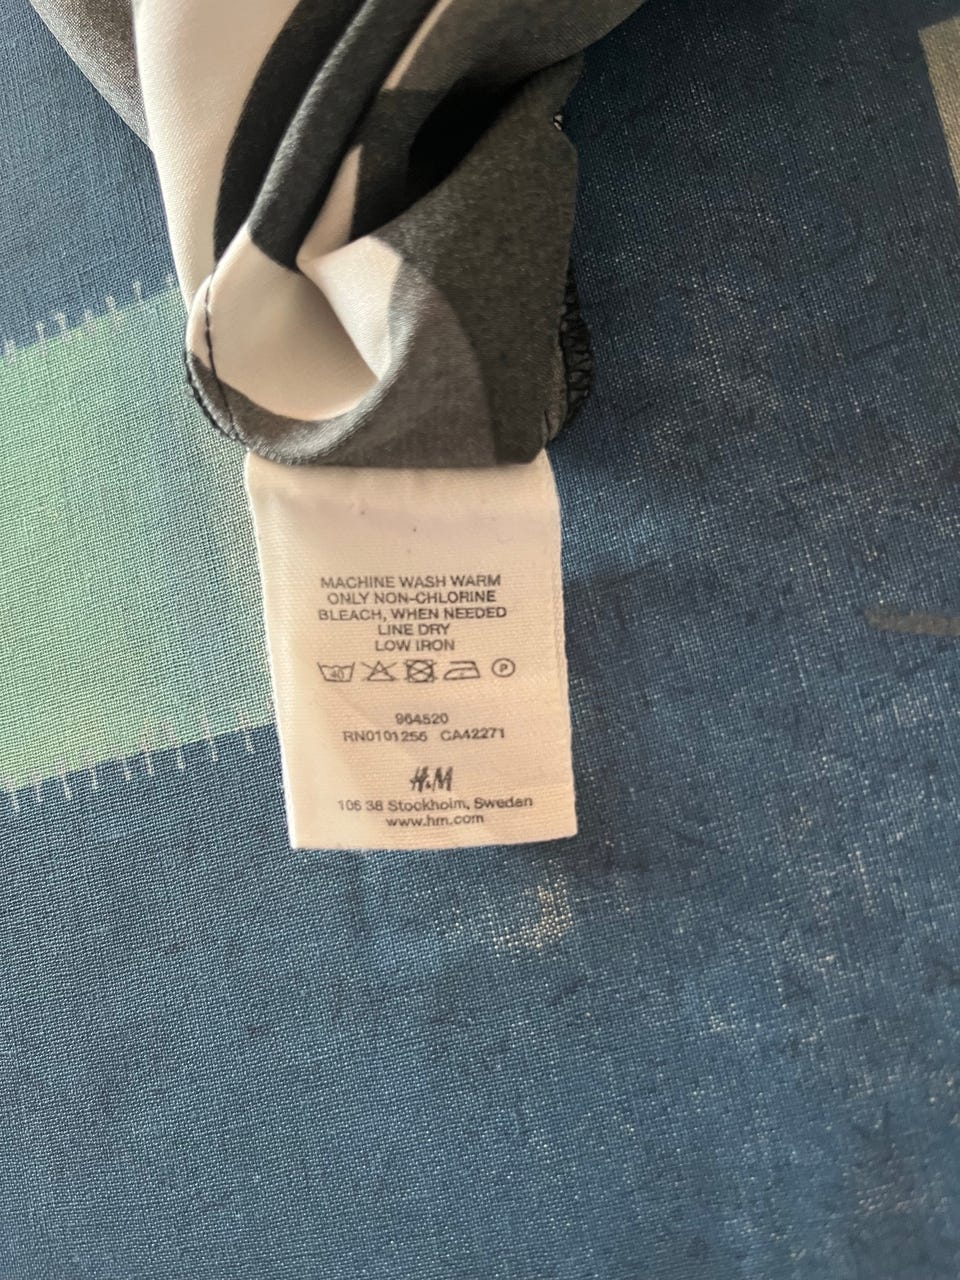 MACHINE WASH WARM
ONLY NON-CHLORINE
BLEACH, WHEN NEEDED
LINE DRY
LOW IRON
40 P
964520
RN0101256 CA42271
H&M
106 38 Stockholm, Sweden
www.hm.com